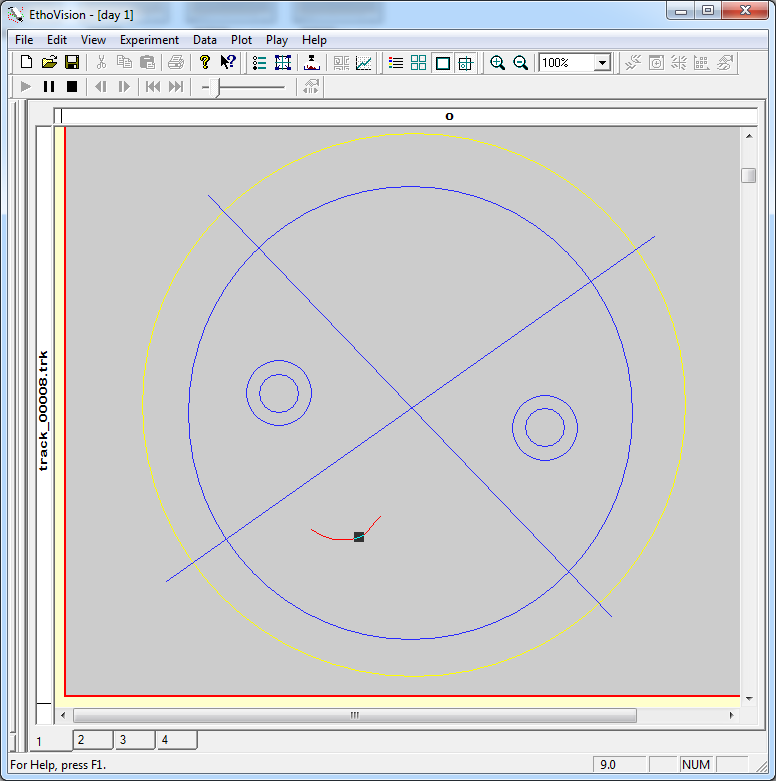 EthoVision - [day 1]
File Edit View Experiment Data Plot Play Help
100%
o
track_00008.trk
1 2 3 4
For Help, press F1.
9.0
NUM